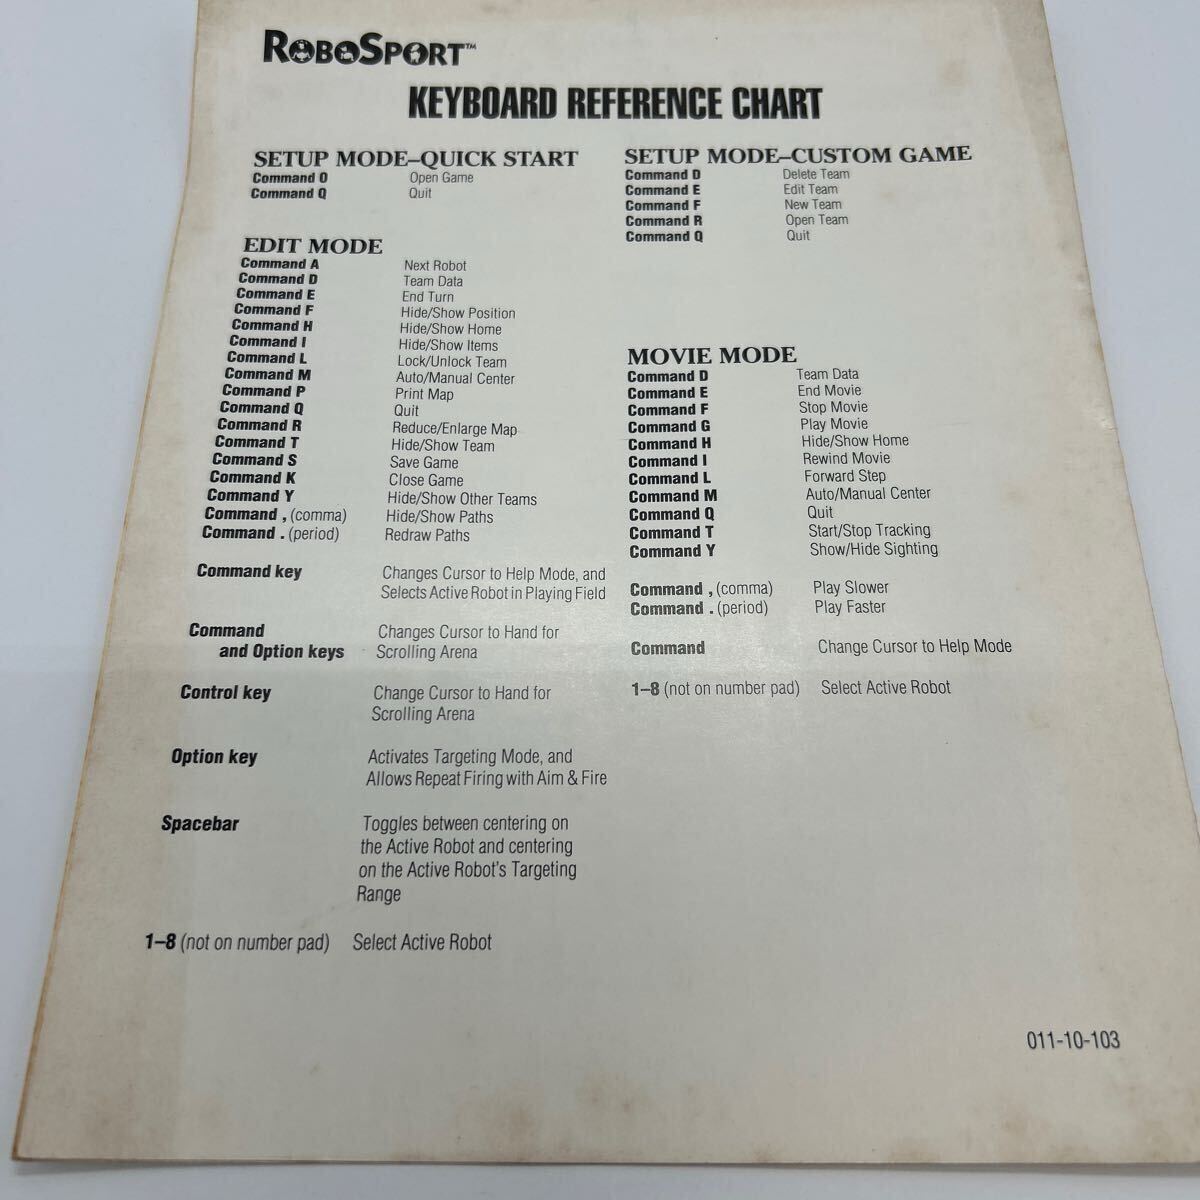 ROBOSPORT™
KEYBOARD REFERENCE CHART
SETUP MODE–QUICK START
Command O Open Game
Command Q Quit
EDIT MODE
Command A Next Robot
Command D Team Data
Command E End Turn
Command F Hide/Show Position
Command H Hide/Show Home
Command I Hide/Show Items
Command L Lock/Unlock Team
Command M Auto/Manual Center
Command P Print Map
Command Q Quit
Command R Reduce/Enlarge Map
Command T Hide/Show Team
Command S Save Game
Command K Close Game
Command Y Hide/Show Other Teams
Command , (comma) Hide/Show Paths
Command . (period) Redraw Paths
Command key Changes Cursor to Help Mode, and
Selects Active Robot in Playing Field
Command Changes Cursor to Hand for
and Option keys Scrolling Arena
Control key Change Cursor to Hand for
Scrolling Arena
Option key Activates Targeting Mode, and
Allows Repeat Firing with Aim & Fire
Spacebar Toggles between centering on
the Active Robot and centering
on the Active Robot's Targeting
Range
1–8 (not on number pad) Select Active Robot
SETUP MODE–CUSTOM GAME
Command D Delete Team
Command E Edit Team
Command F New Team
Command R Open Team
Command Q Quit
MOVIE MODE
Command D Team Data
Command E End Movie
Command F Stop Movie
Command G Play Movie
Command H Hide/Show Home
Command I Rewind Movie
Command L Forward Step
Command M Auto/Manual Center
Command Q Quit
Command T Start/Stop Tracking
Command Y Show/Hide Sighting
Command , (comma) Play Slower
Command . (period) Play Faster
Command Change Cursor to Help Mode
1–8 (not on number pad) Select Active Robot
011-10-103